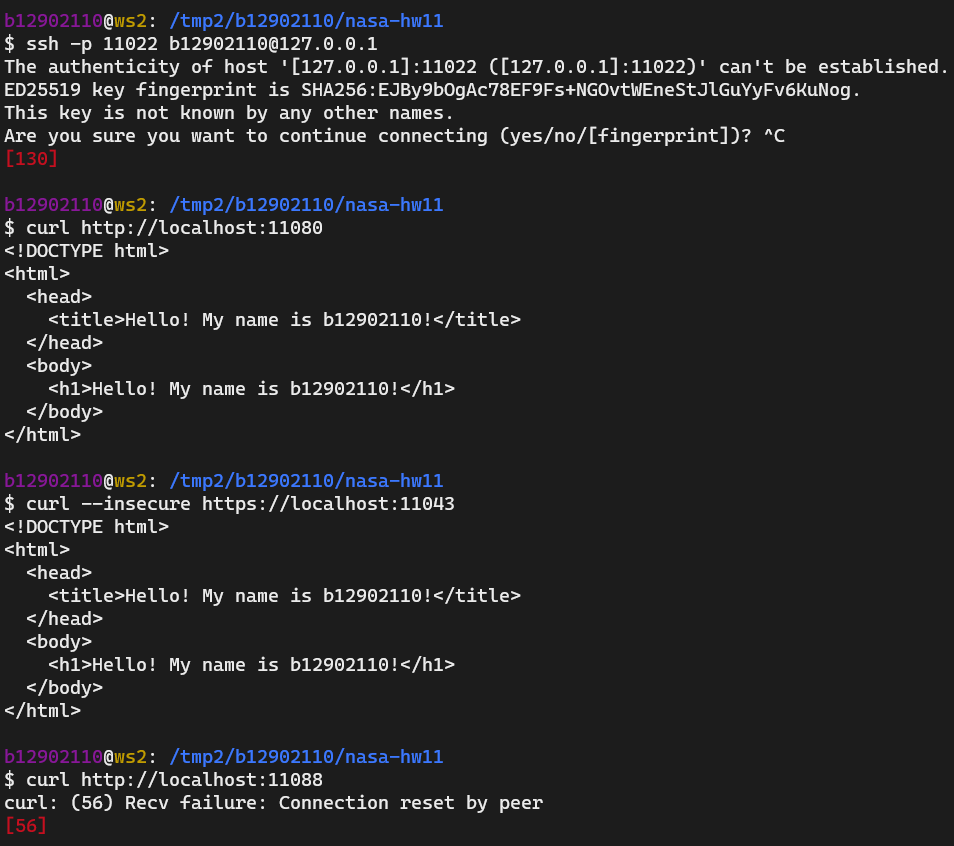 b12902110@ws2: /tmp2/b12902110/nasa-hw11
$ ssh -p 11022 b12902110@127.0.0.1
The authenticity of host '[127.0.0.1]:11022 ([127.0.0.1]:11022)' can't be established.
ED25519 key fingerprint is SHA256:EJBy9bOgAc78EF9Fs+NGOvtWEneStJlGuYyFv6KuNog.
This key is not known by any other names.
Are you sure you want to continue connecting (yes/no/[fingerprint])? ^C
[130]
b12902110@ws2: /tmp2/b12902110/nasa-hw11
$ curl http://localhost:11080
<!DOCTYPE html>
<html>
  <head>
    <title>Hello! My name is b12902110!</title>
  </head>
  <body>
    <h1>Hello! My name is b12902110!</h1>
  </body>
</html>
b12902110@ws2: /tmp2/b12902110/nasa-hw11
$ curl --insecure https://localhost:11043
<!DOCTYPE html>
<html>
  <head>
    <title>Hello! My name is b12902110!</title>
  </head>
  <body>
    <h1>Hello! My name is b12902110!</h1>
  </body>
</html>
b12902110@ws2: /tmp2/b12902110/nasa-hw11
$ curl http://localhost:11088
curl: (56) Recv failure: Connection reset by peer
[56]